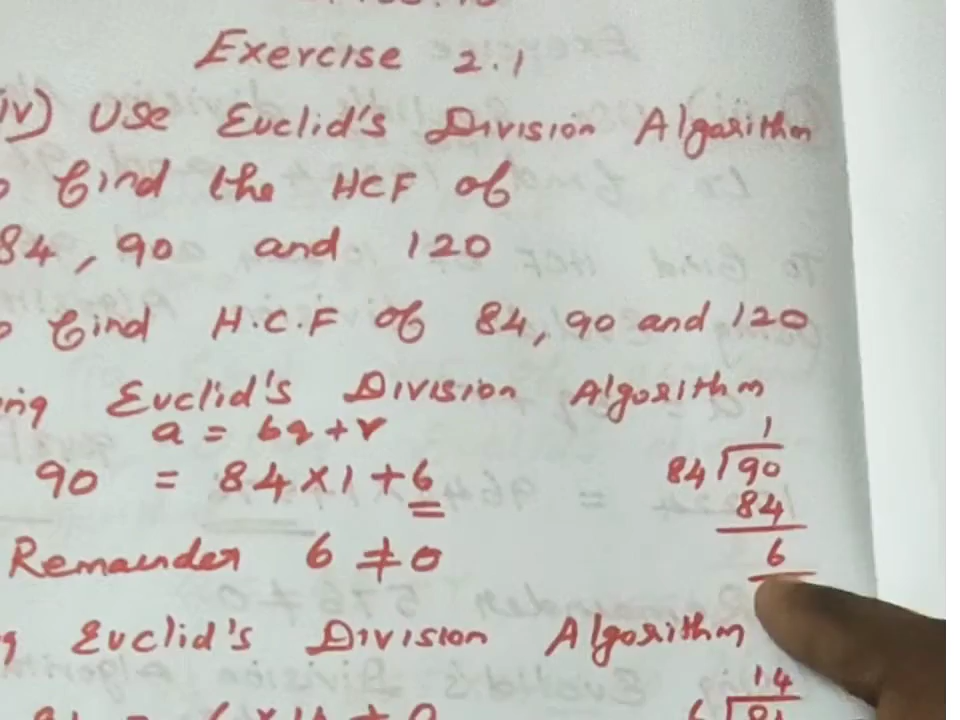 Exercise 2.1
iv) Use Euclid's Division Algorithm
find the HCF of
84, 90 and 120
find H.C.F of 84, 90 and 120
ing Euclid's Division Algorithm
a = bq+r
1
90 = 84×1+6
84 90
84
Remainder 6 ≠ 0
6
g Euclid's Division Algorithm
14